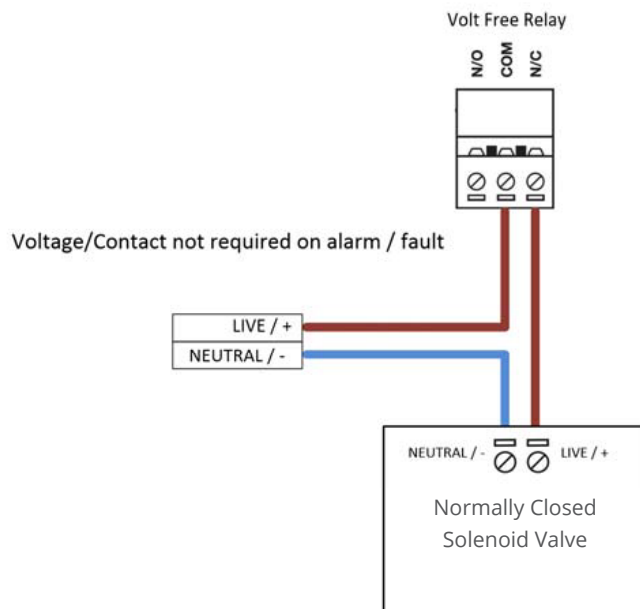 Volt Free Relay
N/O
COM
N/C
Voltage/Contact not required on alarm / fault
LIVE / +
NEUTRAL / -
NEUTRAL / -
LIVE / +
Normally Closed
Solenoid Valve